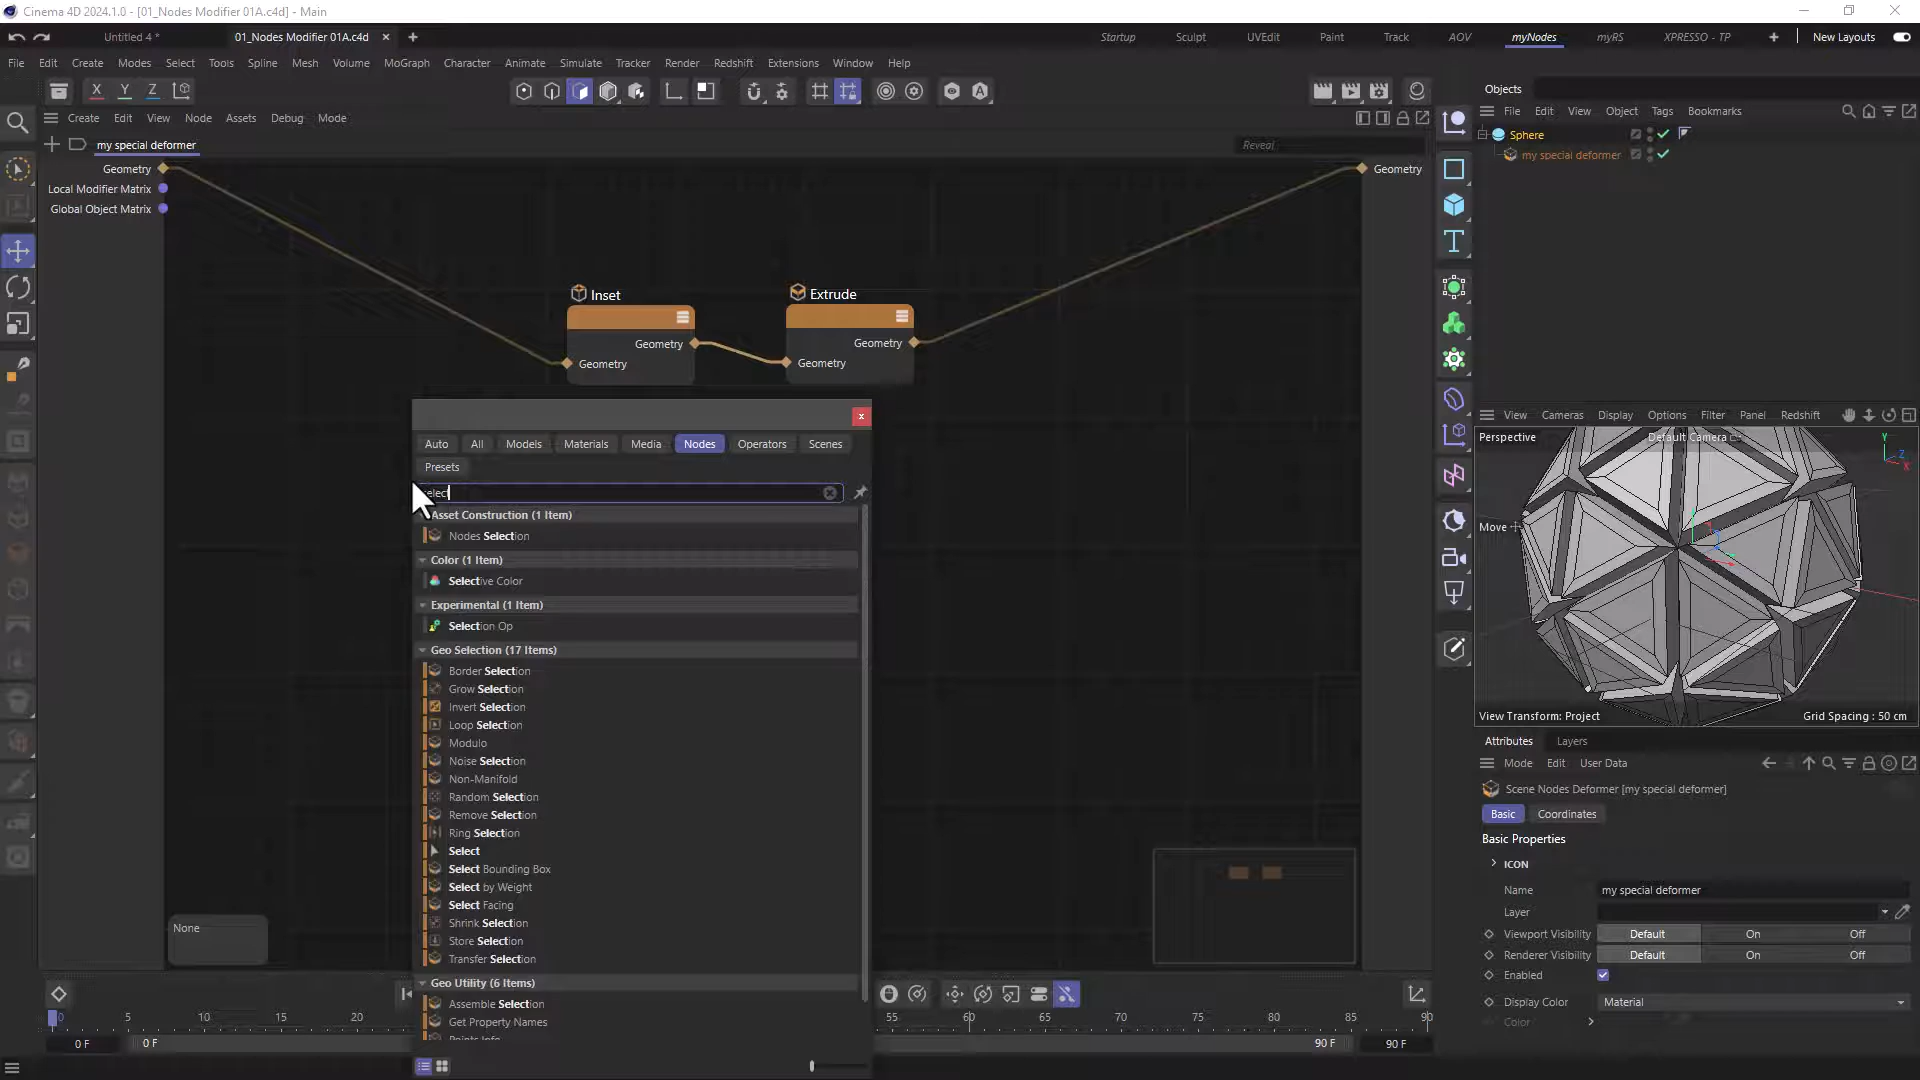 Cinema 4D 2024.1.0 - [01_Nodes Modifier 01A.c4d] - Main
Untitled 4 * 01_Nodes Modifier 01A.c4d Startup Sculpt UVEdit Paint Track AOV myNodes myRS XPRESSO - TP New Layouts
File Edit Create Modes Select Tools Spline Mesh Volume MoGraph Character Animate Simulate Tracker Render Redshift Extensions Window Help
X Y Z
Objects
Create Edit View Node Assets Debug Mode
File Edit View Object Tags Bookmarks
my special deformer
Reveal
Sphere
my special deformer
Geometry
Local Modifier Matrix
Global Object Matrix
Geometry
Inset
Geometry
Geometry
Extrude
Geometry
Geometry
Auto All Models Materials Media Nodes Operators Scenes
Presets
elect
Asset Construction (1 Item)
Nodes Selection
Color (1 Item)
Selective Color
Experimental (1 Item)
Selection Op
Geo Selection (17 Items)
Border Selection
Grow Selection
Invert Selection
Loop Selection
Modulo
Noise Selection
Non-Manifold
Random Selection
Remove Selection
Ring Selection
Select
Select Bounding Box
Select by Weight
Select Facing
Shrink Selection
Store Selection
Transfer Selection
Geo Utility (6 Items)
Assemble Selection
Get Property Names
Points Info
None
View Cameras Display Options Filter Panel Redshift
Perspective
Default Camera
Y
Z
X
Move
View Transform: Project
Grid Spacing : 50 cm
Attributes Layers
Mode Edit User Data
Scene Nodes Deformer [my special deformer]
Basic Coordinates
Basic Properties
ICON
Name my special deformer
Layer
Viewport Visibility Default On Off
Renderer Visibility Default On Off
Enabled
Display Color Material
Color
0 5 10 15 20 55 60 65 70 75 80 85 90
0 F 0 F 90 F 90 F